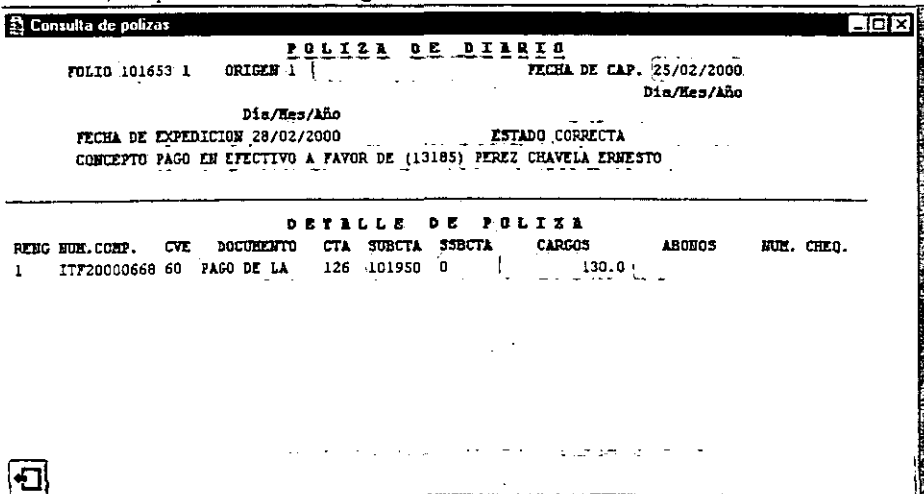 Consulta de polizas
POLIZA DE DIARIO
FOLIO 101653 1 ORIGEN 1 FECHA DE CAP. 25/02/2000
Dia/Mes/Año
Dia/Mes/Año
FECHA DE EXPEDICION 28/02/2000 ESTADO CORRECTA
CONCEPTO PAGO EN EFECTIVO A FAVOR DE (13185) PEREZ CHAVELA ERNESTO
DETALLE DE POLIZA
RENG NUM.COMP. CVE DOCUMENTO CTA SUBCTA SSBCTA CARGOS ABONOS NUM. CHEQ.
1 ITF20000668 60 PAGO DE LA 126 101950 0 130.0